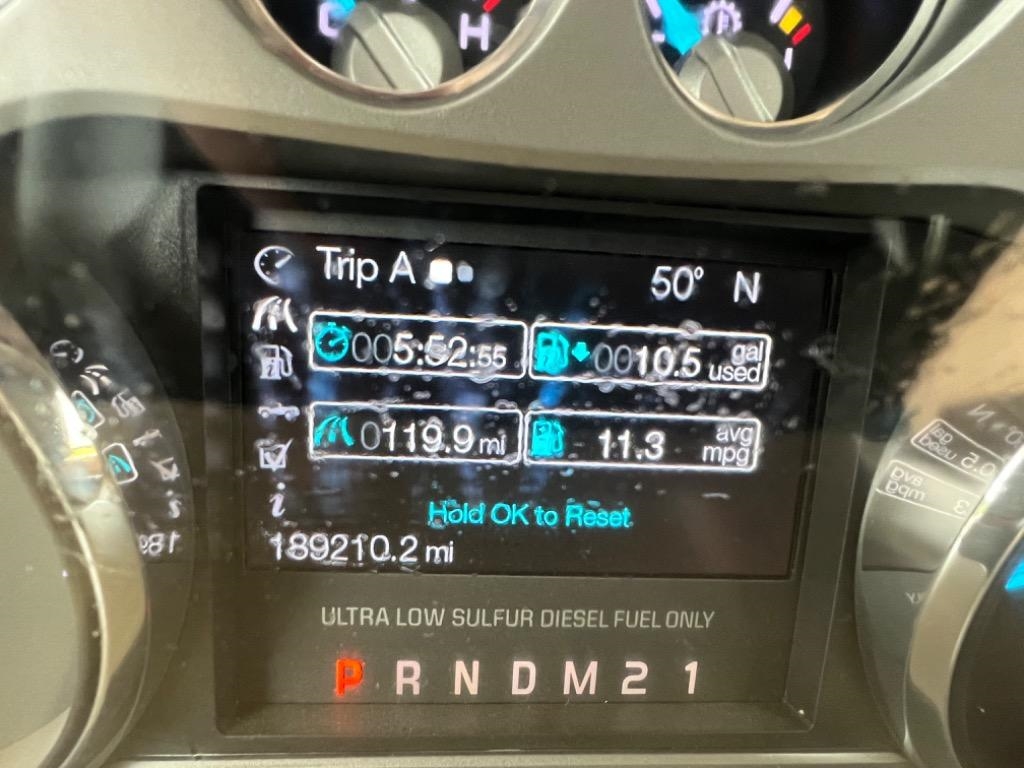 C H
Trip A 50° N
005:52:55 0010.5 gal used
0119.9 mi 11.3 avg mpg
Hold OK to Reset
i
189210.2 mi
ULTRA LOW SULFUR DIESEL FUEL ONLY
P R N D M 2 1